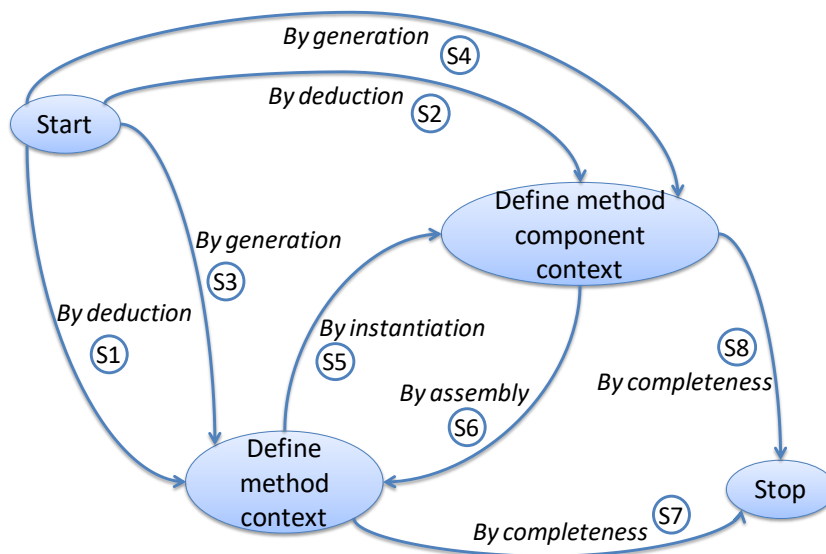 By generation
S4
By deduction
S2
Start
Define method
component
context
By generation
S3
By deduction
S1
By instantiation
S5
S8
By completeness
By assembly
S6
Define
method
context
Stop
By completeness
S7